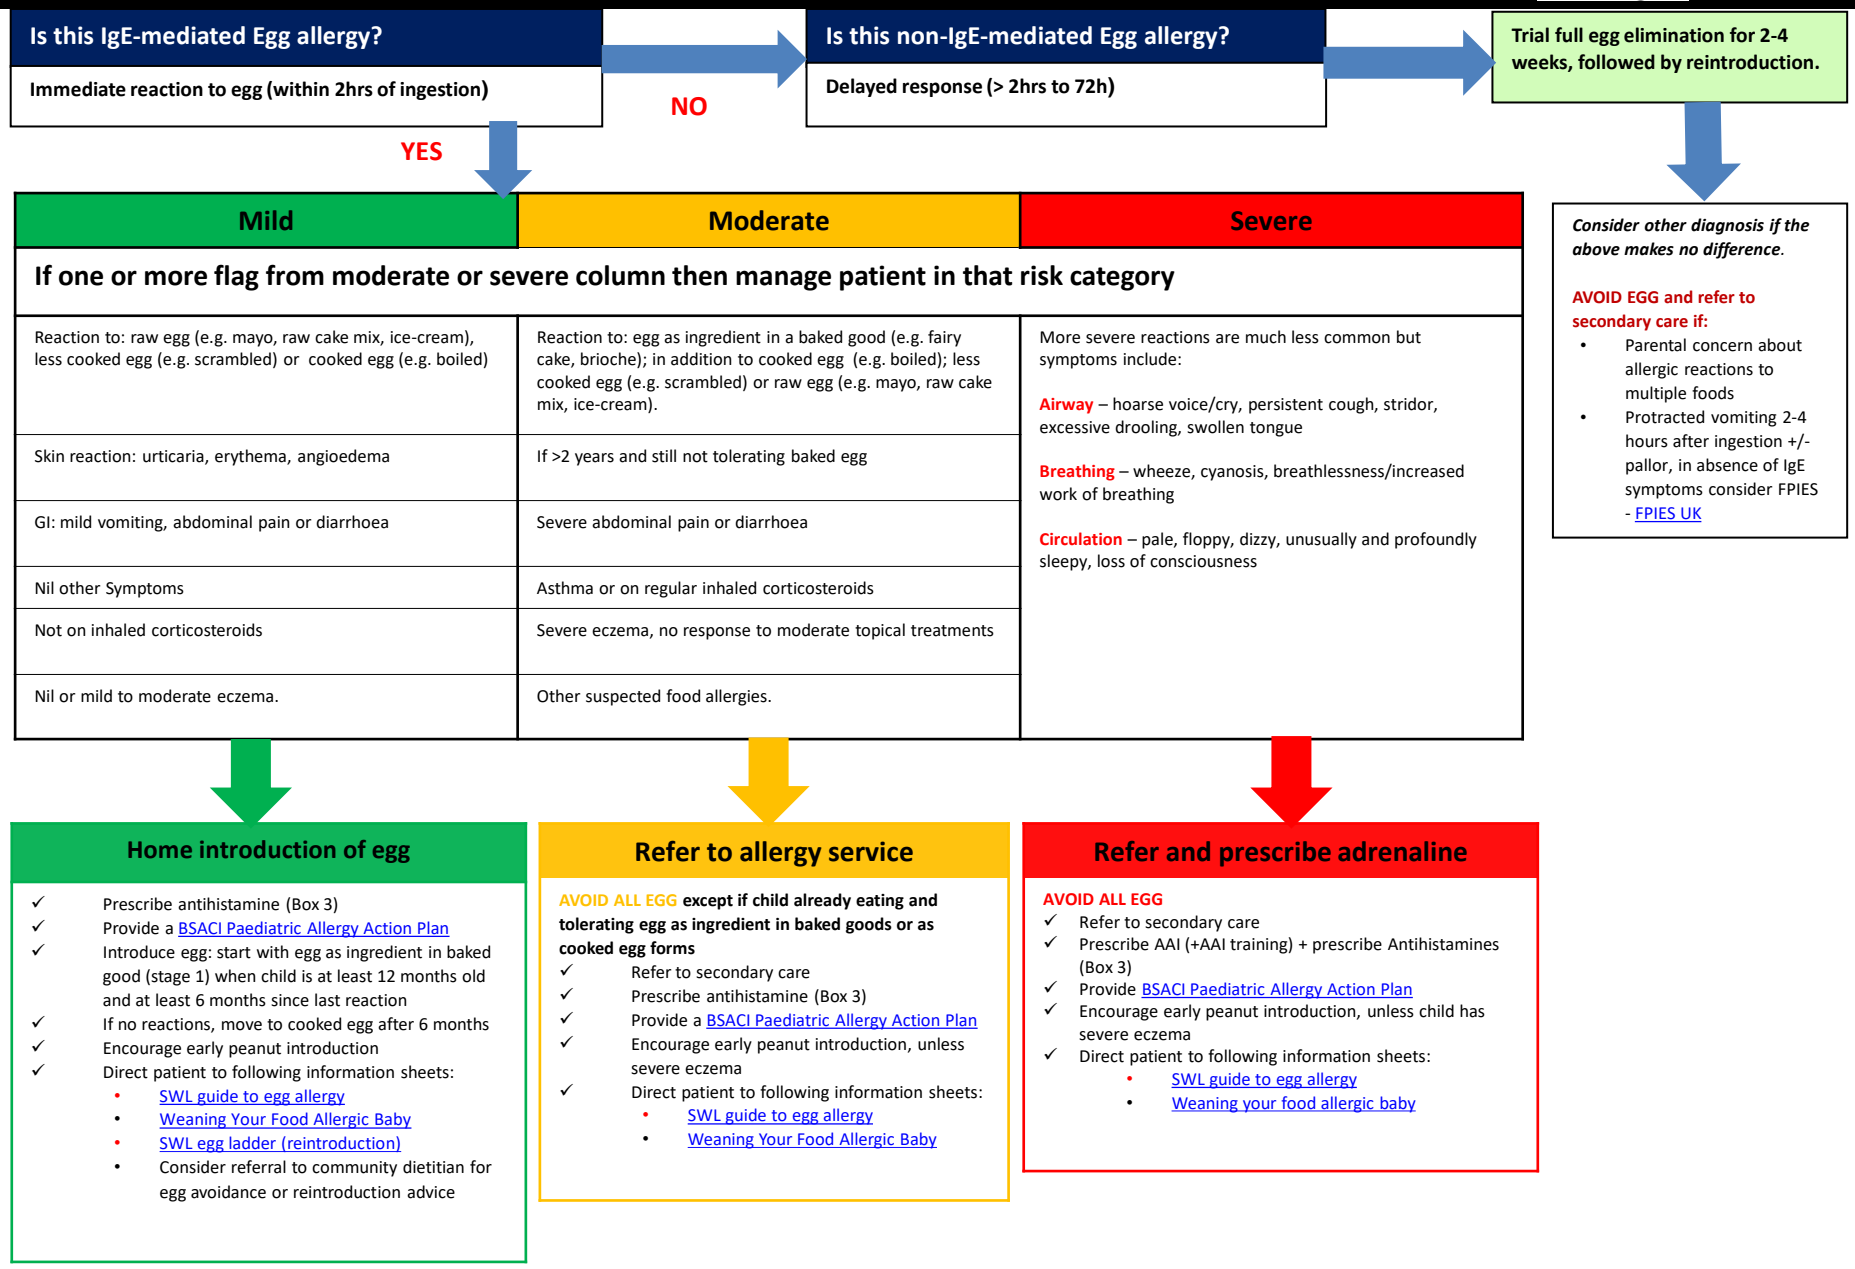 Is this IgE-mediated Egg allergy?
Immediate reaction to egg (within 2hrs of ingestion)
NO
YES
Is this non-IgE-mediated Egg allergy?
Delayed response (> 2hrs to 72h)
Trial full egg elimination for 2-4
weeks, followed by reintroduction.
Consider other diagnosis if the
above makes no difference.
AVOID EGG and refer to
secondary care if:
• Parental concern about
allergic reactions to
multiple foods
• Protracted vomiting 2-4
hours after ingestion +/-
pallor, in absence of IgE
symptoms consider FPIES
- FPIES UK
Mild
Moderate
Severe
If one or more flag from moderate or severe column then manage patient in that risk category
Reaction to: raw egg (e.g. mayo, raw cake mix, ice-cream),
less cooked egg (e.g. scrambled) or cooked egg (e.g. boiled)
Reaction to: egg as ingredient in a baked good (e.g. fairy
cake, brioche); in addition to cooked egg (e.g. boiled); less
cooked egg (e.g. scrambled) or raw egg (e.g. mayo, raw cake
mix, ice-cream).
More severe reactions are much less common but
symptoms include:
Airway – hoarse voice/cry, persistent cough, stridor,
excessive drooling, swollen tongue
Breathing – wheeze, cyanosis, breathlessness/increased
work of breathing
Circulation – pale, floppy, dizzy, unusually and profoundly
sleepy, loss of consciousness
Skin reaction: urticaria, erythema, angioedema
If >2 years and still not tolerating baked egg
GI: mild vomiting, abdominal pain or diarrhoea
Severe abdominal pain or diarrhoea
Nil other Symptoms
Asthma or on regular inhaled corticosteroids
Not on inhaled corticosteroids
Severe eczema, no response to moderate topical treatments
Nil or mild to moderate eczema.
Other suspected food allergies.
Home introduction of egg
✓ Prescribe antihistamine (Box 3)
✓ Provide a BSACI Paediatric Allergy Action Plan
✓ Introduce egg: start with egg as ingredient in baked
good (stage 1) when child is at least 12 months old
and at least 6 months since last reaction
✓ If no reactions, move to cooked egg after 6 months
✓ Encourage early peanut introduction
✓ Direct patient to following information sheets:
• SWL guide to egg allergy
• Weaning Your Food Allergic Baby
• SWL egg ladder (reintroduction)
• Consider referral to community dietitian for
egg avoidance or reintroduction advice
Refer to allergy service
AVOID ALL EGG except if child already eating and
tolerating egg as ingredient in baked goods or as
cooked egg forms
✓ Refer to secondary care
✓ Prescribe antihistamine (Box 3)
✓ Provide a BSACI Paediatric Allergy Action Plan
✓ Encourage early peanut introduction, unless
severe eczema
✓ Direct patient to following information sheets:
• SWL guide to egg allergy
• Weaning Your Food Allergic Baby
Refer and prescribe adrenaline
AVOID ALL EGG
✓ Refer to secondary care
✓ Prescribe AAI (+AAI training) + prescribe Antihistamines
(Box 3)
✓ Provide BSACI Paediatric Allergy Action Plan
✓ Encourage early peanut introduction, unless child has
severe eczema
✓ Direct patient to following information sheets:
• SWL guide to egg allergy
• Weaning your food allergic baby